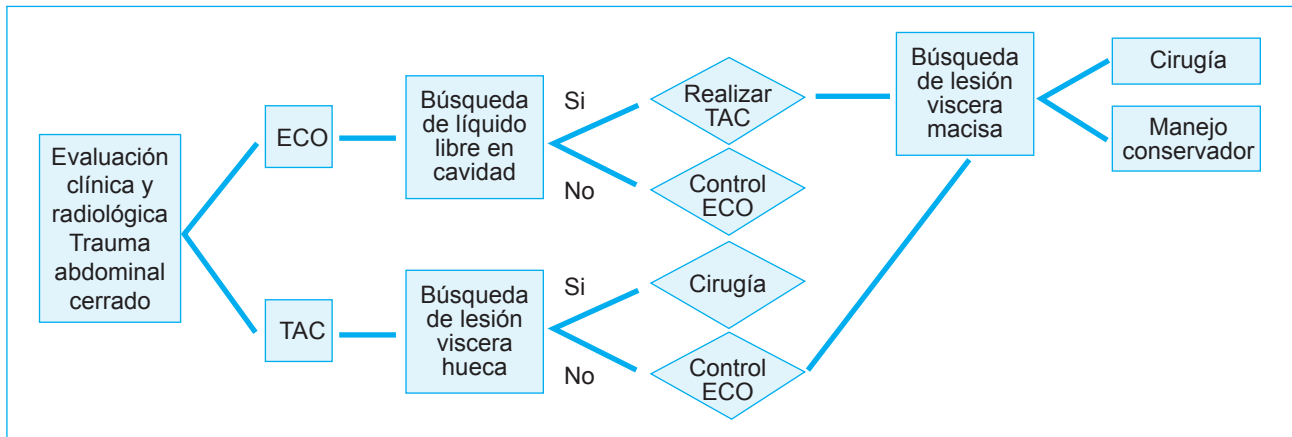 Evaluación
clínica y
radiológica
Trauma
abdominal
cerrado
ECO
Búsqueda
de líquido
libre en
cavidad
Si
No
Realizar
TAC
Control
ECO
Búsqueda
de lesión
viscera
macisa
Cirugía
Manejo
conservador
TAC
Búsqueda
de lesión
viscera
hueca
Si
No
Cirugía
Control
ECO